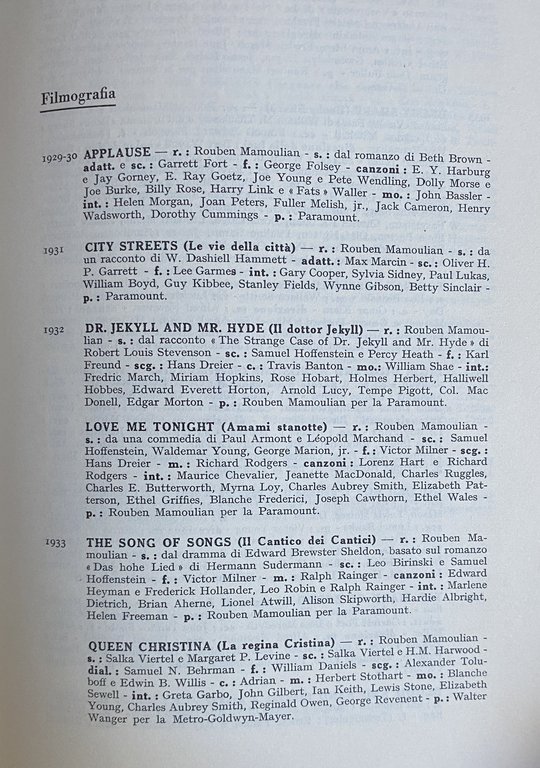 Filmografia
1929-30 APPLAUSE — r. : Rouben Mamoulian - s. : dal romanzo di Beth Brown -
adatt. e sc. : Garrett Fort - f. : George Folsey - canzoni : E. Y. Harburg
e Jay Gorney, E. Ray Goetz, Joe Young e Pete Wendling, Dolly Morse e
Joe Burke, Billy Rose, Harry Link e « Fats » Waller - mo. : John Bassler -
int. : Helen Morgan, Joan Peters, Fuller Melish, jr., Jack Cameron, Henry
Wadsworth, Dorothy Cummings - p. : Paramount.
1931 CITY STREETS (Le vie della città) — r. : Rouben Mamoulian - s. : da
un racconto di W. Dashiell Hammett - adatt. : Max Marcin - sc. : Oliver H.
P. Garrett - f. : Lee Garmes - int. : Gary Cooper, Sylvia Sidney, Paul Lukas,
William Boyd, Guy Kibbee, Stanley Fields, Wynne Gibson, Betty Sinclair -
p. : Paramount.
1932 DR. JEKYLL AND MR. HYDE (Il dottor Jekyll) — r. : Rouben Mamou-
lian - s. : dal racconto « The Strange Case of Dr. Jekyll and Mr. Hyde » di
Robert Louis Stevenson - sc. : Samuel Hoffenstein e Percy Heath - f. : Karl
Freund - scg. : Hans Dreier - c. : Travis Banton - mo.: William Shae - int.:
Fredric March, Miriam Hopkins, Rose Hobart, Holmes Herbert, Halliwell
Hobbes, Edward Everett Horton, Arnold Lucy, Tempe Pigott, Col. Mac
Donell, Edgar Morton - p. : Rouben Mamoulian per la Paramount.
LOVE ME TONIGHT (Amami stanotte) — r. : Rouben Mamoulian
- s. : da una commedia di Paul Armont e Léopold Marchand - sc. : Samuel
Hoffenstein, Waldemar Young, George Marion, jr. - f. : Victor Milner - scg. :
Hans Dreier - m. : Richard Rodgers - canzoni : Lorenz Hart e Richard
Rodgers - int. : Maurice Chevalier, Jeanette MacDonald, Charles Ruggles,
Charles E. Butterworth, Myrna Loy, Charles Aubrey Smith, Elizabeth Pat-
terson, Ethel Griffies, Blanche Frederici, Joseph Cawthorn, Ethel Wales -
p. : Rouben Mamoulian per la Paramount.
1933 THE SONG OF SONGS (Il Cantico dei Cantici) — r. : Rouben Ma-
moulian - s. : dal dramma di Edward Brewster Sheldon, basato sul romanzo
« Das hohe Lied » di Hermann Sudermann - sc. : Leo Birinski e Samuel
Hoffenstein - f. : Victor Milner - m. : Ralph Rainger - canzoni : Edward
Heyman e Frederick Hollander, Leo Robin e Ralph Rainger - int. : Marlene
Dietrich, Brian Aherne, Lionel Atwill, Alison Skipworth, Hardie Albright,
Helen Freeman - p. : Rouben Mamoulian per la Paramount.
QUEEN CHRISTINA (La regina Cristina) — r. : Rouben Mamoulian -
s. : Salka Viertel e Margaret P. Levine - sc. : Salka Viertel e H.M. Harwood -
dial. : Samuel N. Behrman - f. : William Daniels - scg. : Alexander Tolu-
boff e Edwin B. Willis - c. : Adrian - m. : Herbert Stothart - mo. : Blanche
Sewell - int. : Greta Garbo, John Gilbert, Ian Keith, Lewis Stone, Elizabeth
Young, Charles Aubrey Smith, Reginald Owen, George Revenent - p. : Walter
Wanger per la Metro-Goldwyn-Mayer.